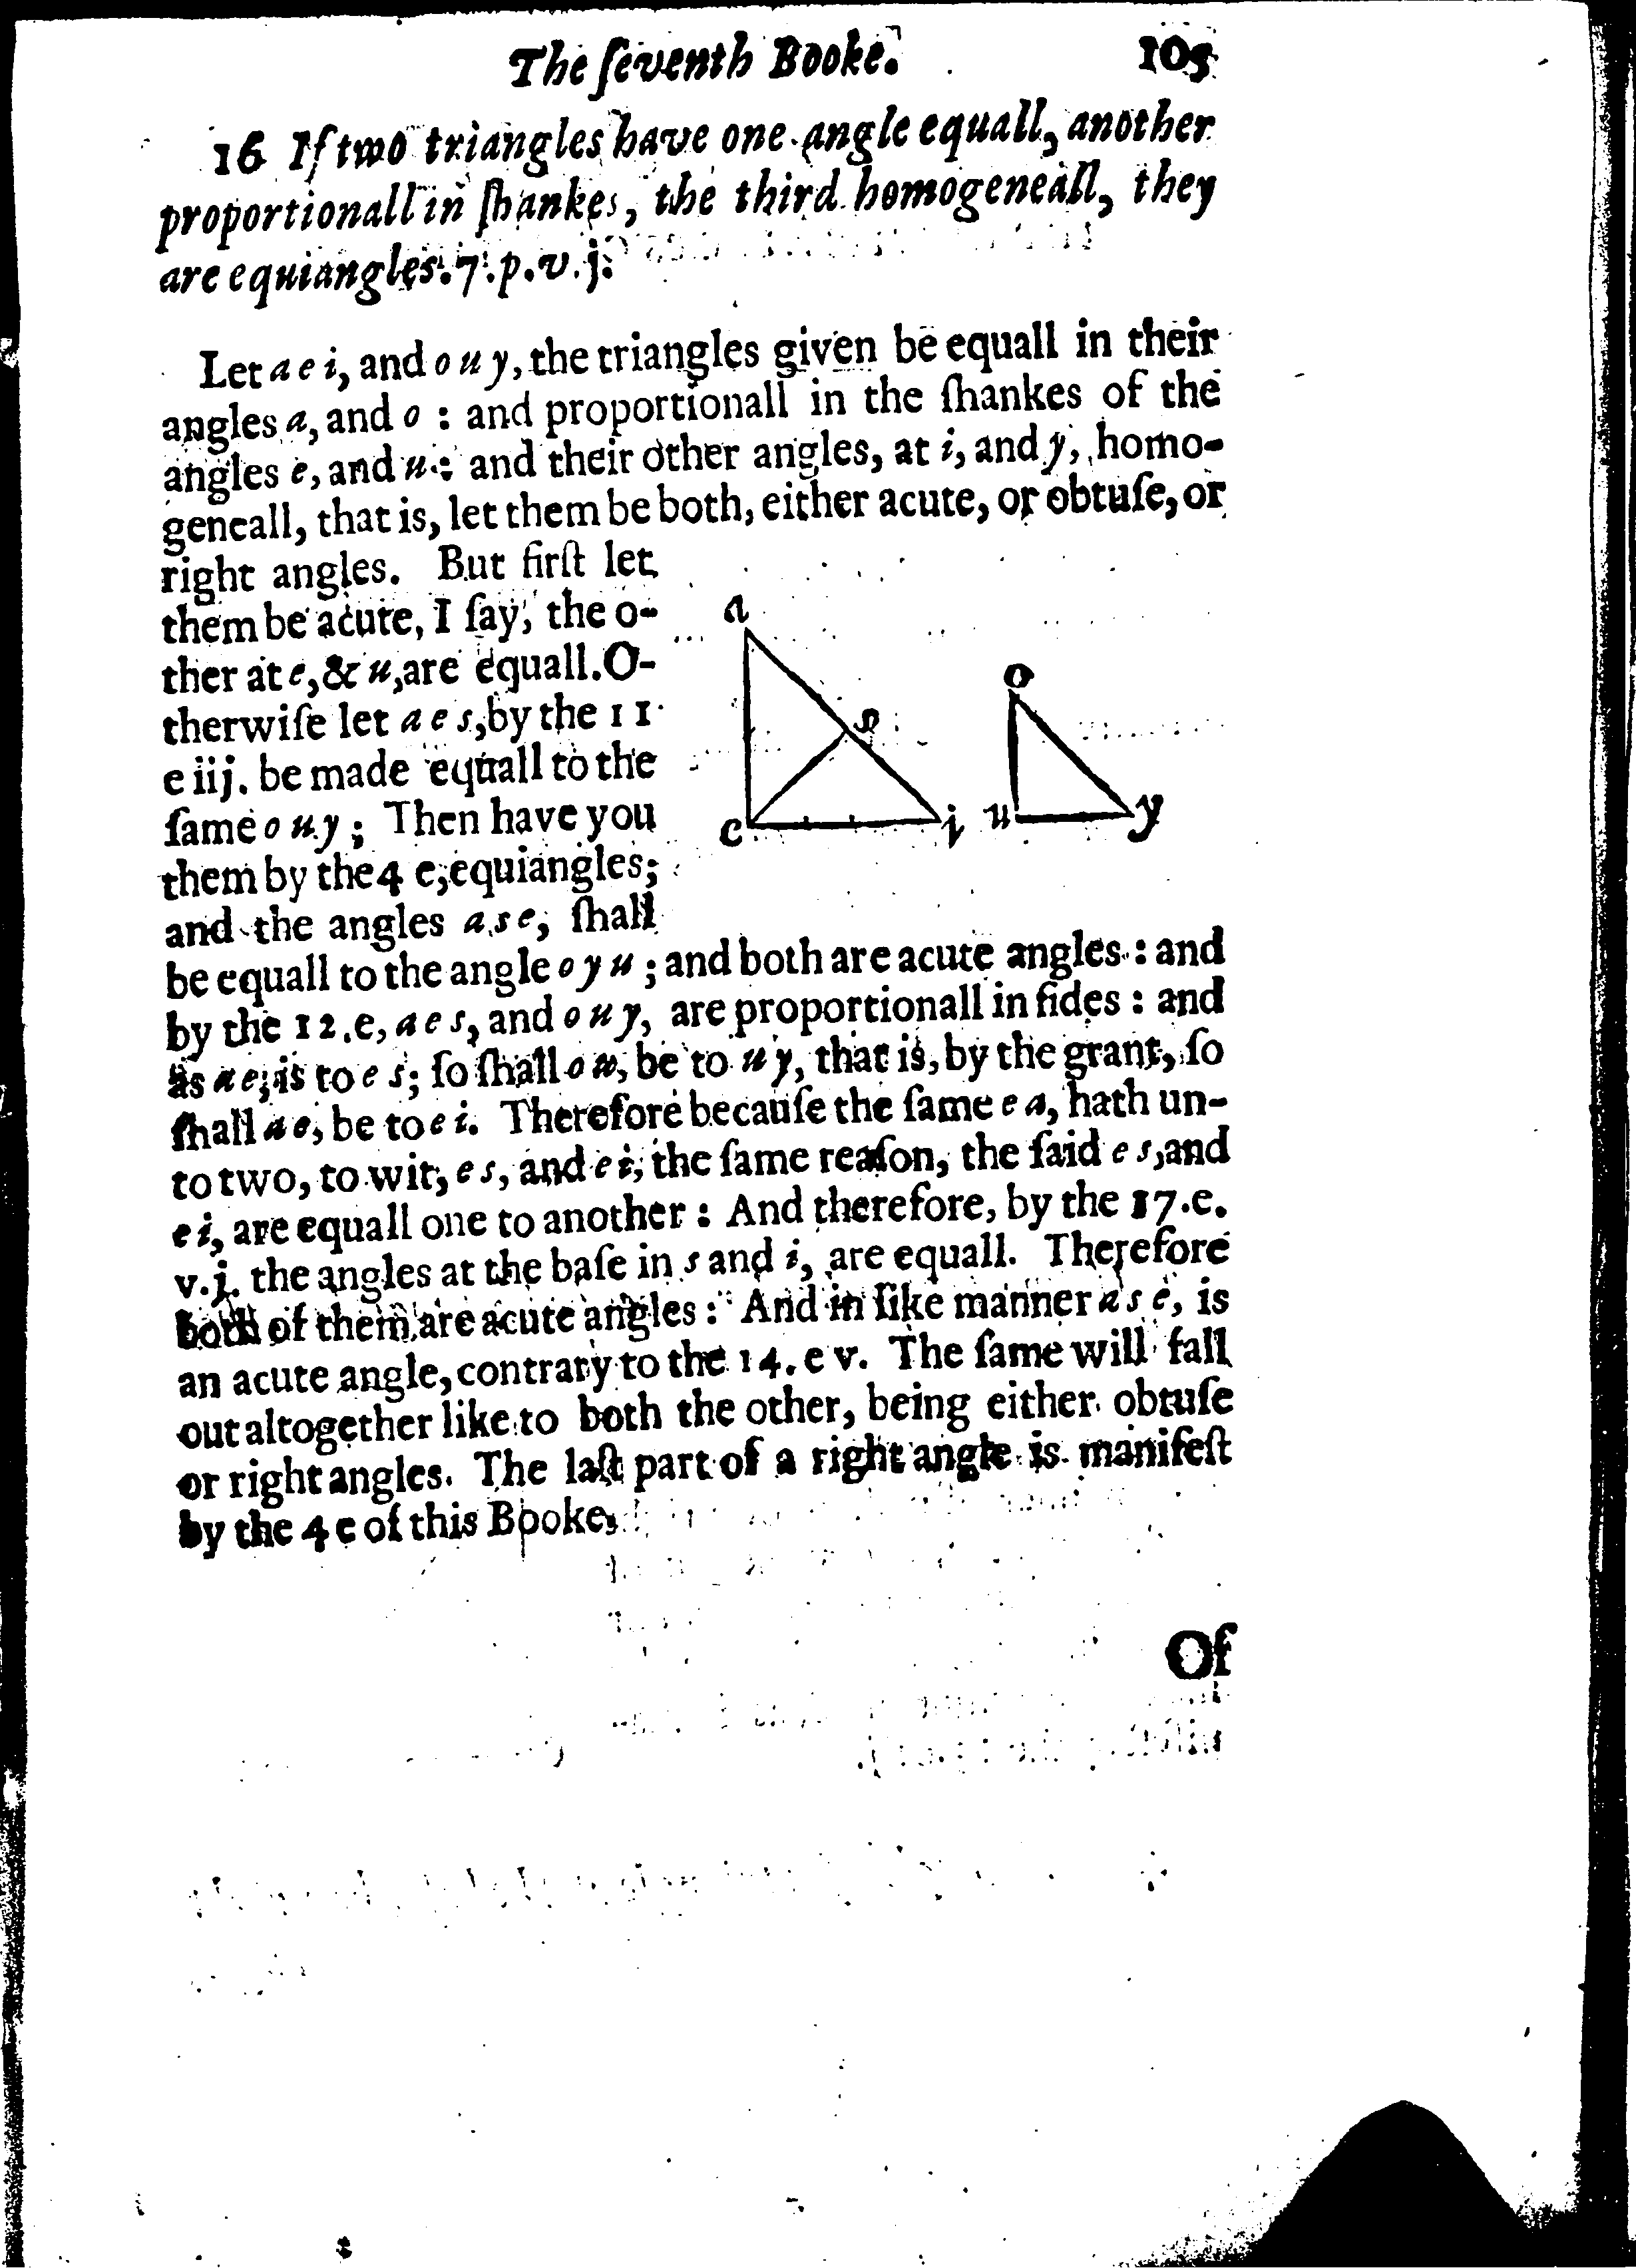 The ſeventh Booke. 105
16 If two triangles have one angle equall, another
proportionall in ſhankes, the third homogeneall, they
are equiangles. 7. p. v. j.
Let a e i, and o u y, the triangles given be equall in their
angles a, and o : and proportionall in the ſhankes of the
angles e, and u : and their other angles, at i, and y, homo-
geneall, that is, let them be both, either acute, or obtuſe, or
right angles. But firſt let
them be acute, I ſay, the o-
ther at e, & u, are equall. O-
therwiſe let a e s, by the 11
e iij. be made equall to the
ſame o u y ; Then have you
them by the 4 e, equiangles;
and the angles a s e, ſhall
a
o
s
c
i
u
y
be equall to the angle o y u ; and both are acute angles : and
by the 12. e, a e s, and o u y, are proportionall in ſides : and
as a e, is to e s; ſo ſhall o u, be to u y, that is, by the grant, ſo
ſhall a e, be to e i. Therefore becauſe the ſame e a, hath un-
to two, to wit, e s, and e i, the ſame reaſon, the ſaid e s, and
e i, are equall one to another : And therefore, by the 17. e.
v. j. the angles at the baſe in s and i, are equall. Therefore
both of them are acute angles : And in like manner a s e, is
an acute angle, contrary to the 14. e v. The ſame will fall
out altogether like to both the other, being either obtuſe
or right angles. The laſt part of a right angle is manifeſt
by the 4 e of this Booke,
Of